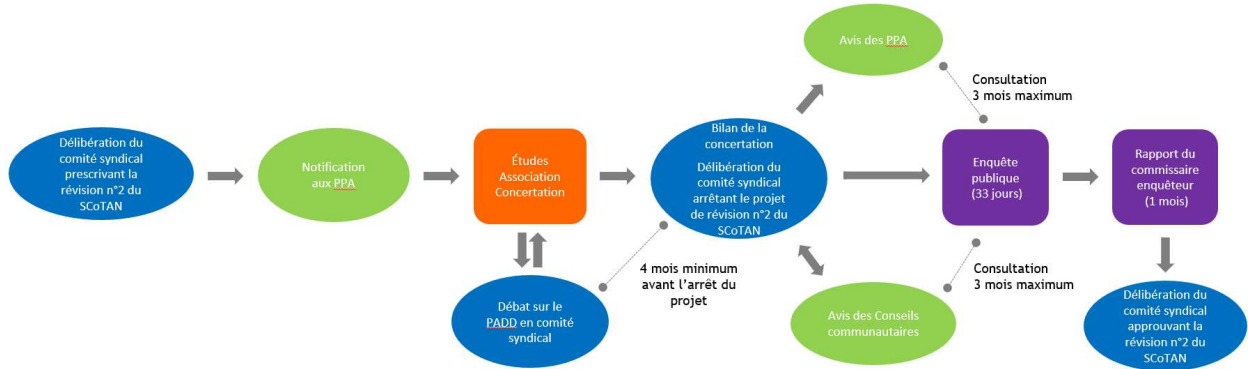 Délibération du
comité syndical
prescrivant la
révision n°2 du
SCoTAN
Notification
aux PPA
Études
Association
Concertation
Débat sur le
PADD en comité
syndical
4 mois minimum
avant l’arrêt du
projet
Bilan de la
concertation
Délibération du
comité syndical
arrêtant le projet
de révision n°2 du
SCoTAN
Avis des PPA
Consultation
3 mois maximum
Avis des Conseils
communautaires
Consultation
3 mois maximum
Enquête
publique
(33 jours)
Rapport du
commissaire
enquêteur
(1 mois)
Délibération du
comité syndical
approuvant la
révision n°2 du
SCoTAN